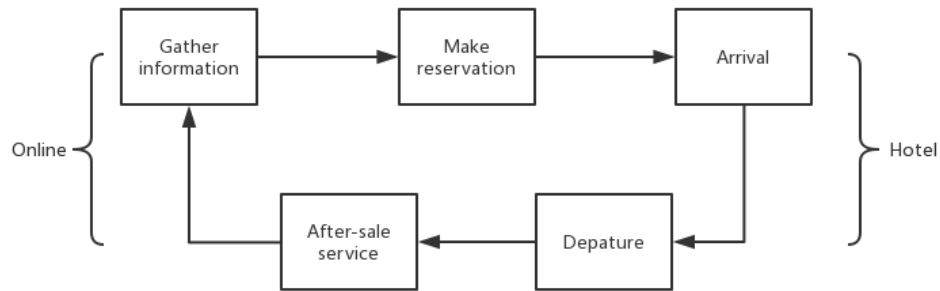 Gather
information
Make
reservation
Arrival
Online
Hotel
After-sale
service
Depature